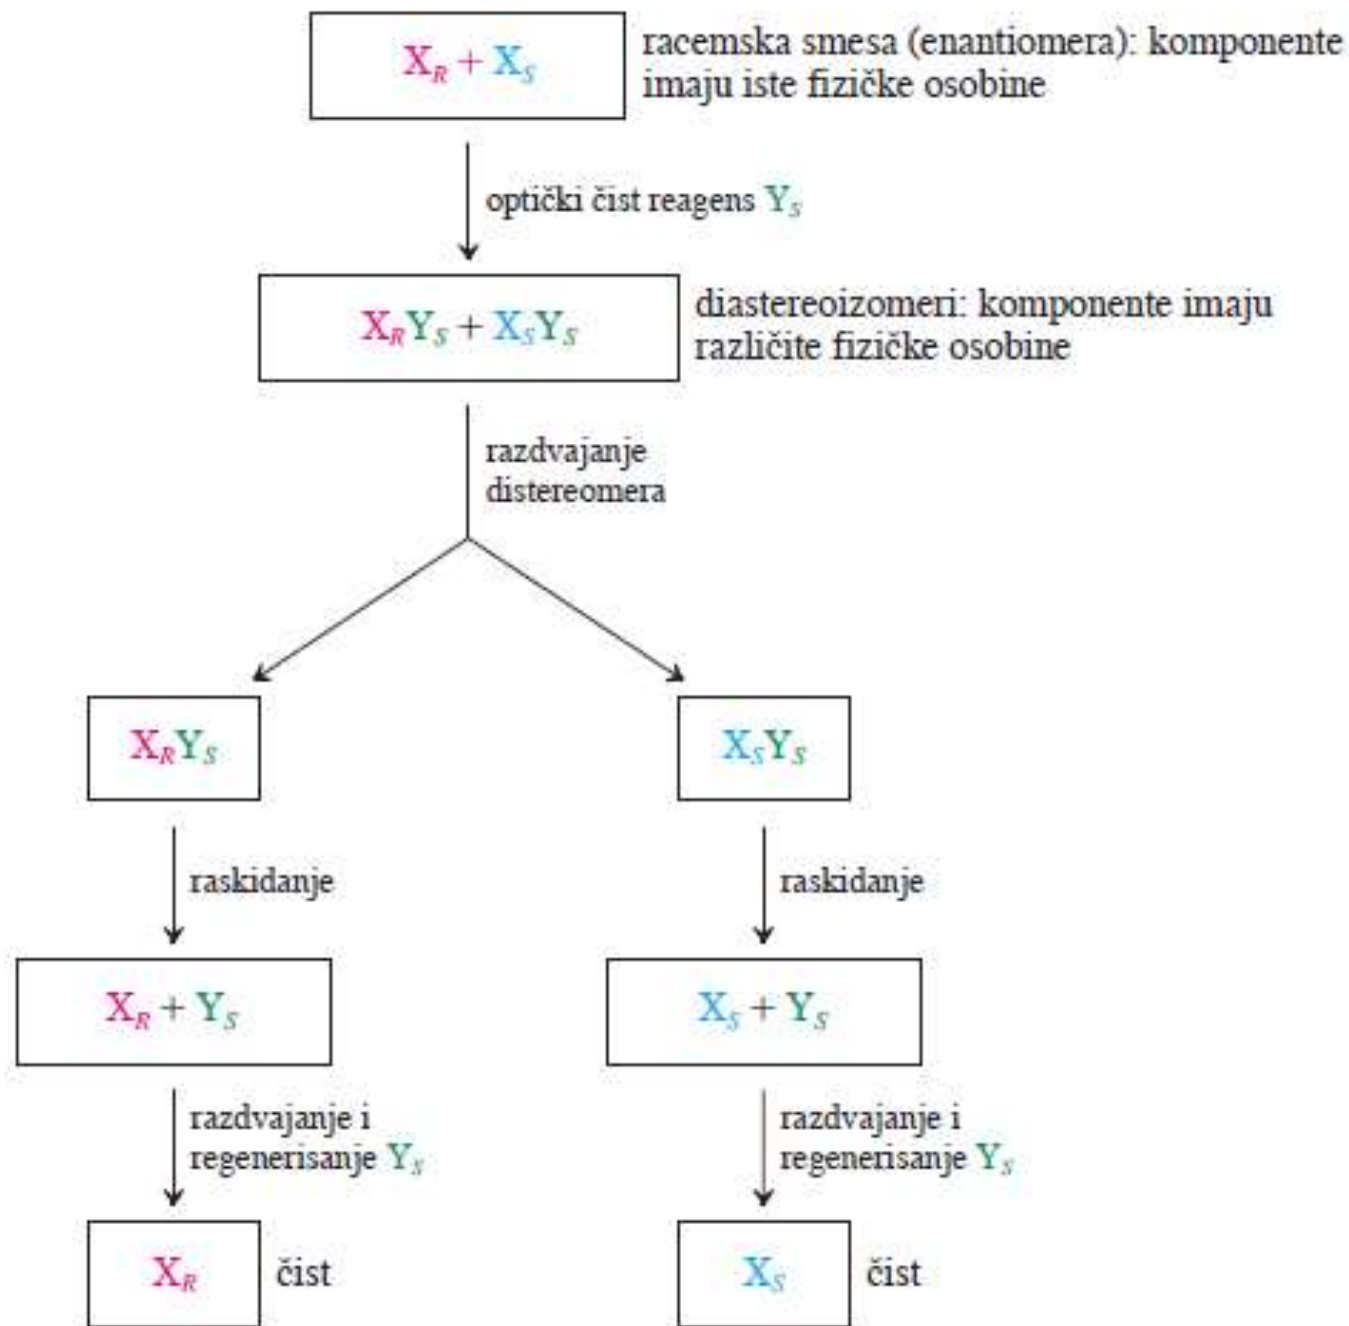 X_R + X_S
racemska smesa (enantiomera): komponente
imaju iste fizičke osobine
optički čist reagens Y_S
X_RY_S + X_SY_S
diastereoizomeri: komponente imaju
različite fizičke osobine
razdvajanje
distereomera
X_RY_S
X_SY_S
raskidanje
raskidanje
X_R + Y_S
X_S + Y_S
razdvajanje i
regenerisanje Y_S
razdvajanje i
regenerisanje Y_S
X_R
čist
X_S
čist